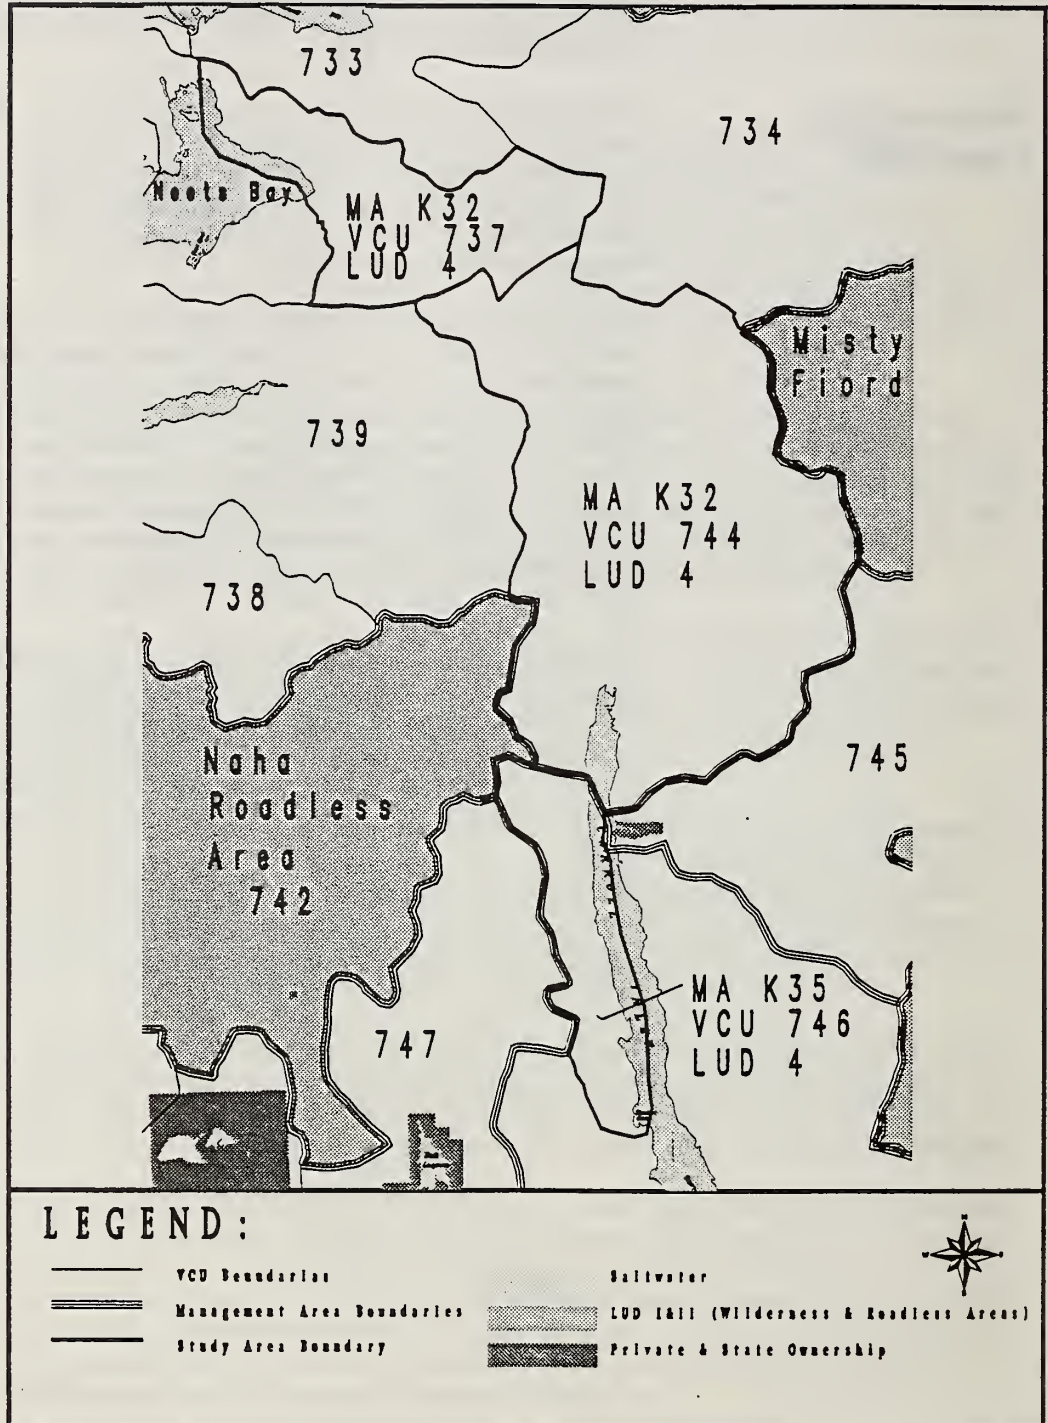 733
734
Neets Bay
MA K32
VCU 737
LUD 4
Misty
Fiord
739
MA K32
VCU 744
LUD 4
738
745
Naha
Roadless
Area
742
MA K35
VCU 746
LUD 4
747
LEGEND:
VCU Boundaries
Management Area Boundaries
Study Area Boundary
Saltwater
LUD I&II (Wilderness & Roadless Areas)
Private & State Ownership